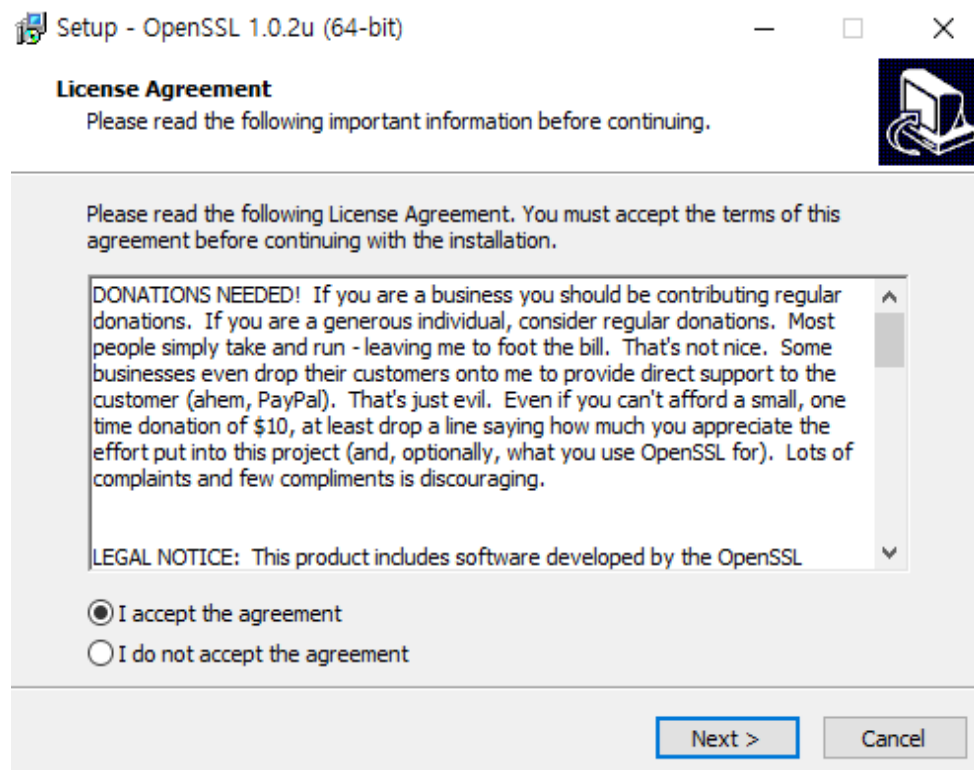 Setup - OpenSSL 1.0.2u (64-bit)
License Agreement
Please read the following important information before continuing.
Please read the following License Agreement. You must accept the terms of this
agreement before continuing with the installation.
DONATIONS NEEDED!  If you are a business you should be contributing regular
donations.  If you are a generous individual, consider regular donations.  Most
people simply take and run - leaving me to foot the bill.  That's not nice.  Some
businesses even drop their customers onto me to provide direct support to the
customer (ahem, PayPal).  That's just evil.  Even if you can't afford a small, one
time donation of $10, at least drop a line saying how much you appreciate the
effort put into this project (and, optionally, what you use OpenSSL for).  Lots of
complaints and few compliments is discouraging.
LEGAL NOTICE:  This product includes software developed by the OpenSSL
I accept the agreement
I do not accept the agreement
Next >
Cancel